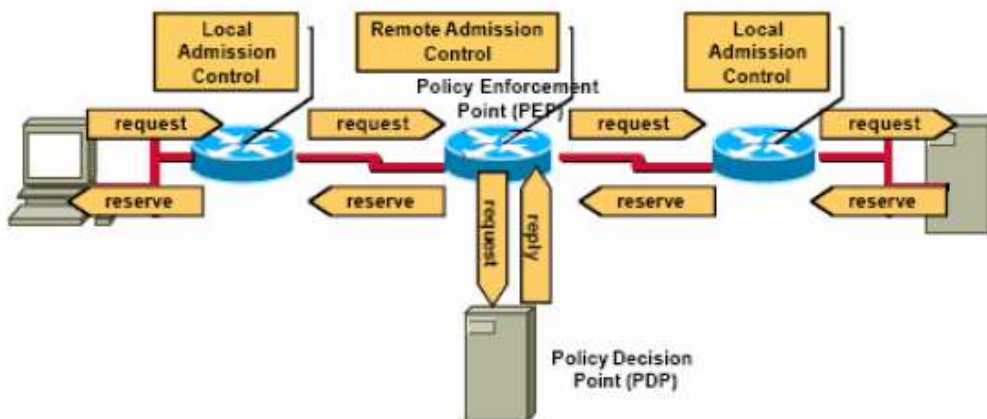 Local
Admission
Control
Remote Admission
Control
Local
Admission
Control
Policy Enforcement
Point (PEP)
request
request
request
request
reserve
reserve
reserve
reserve
request
reply
Policy Decision
Point (PDP)